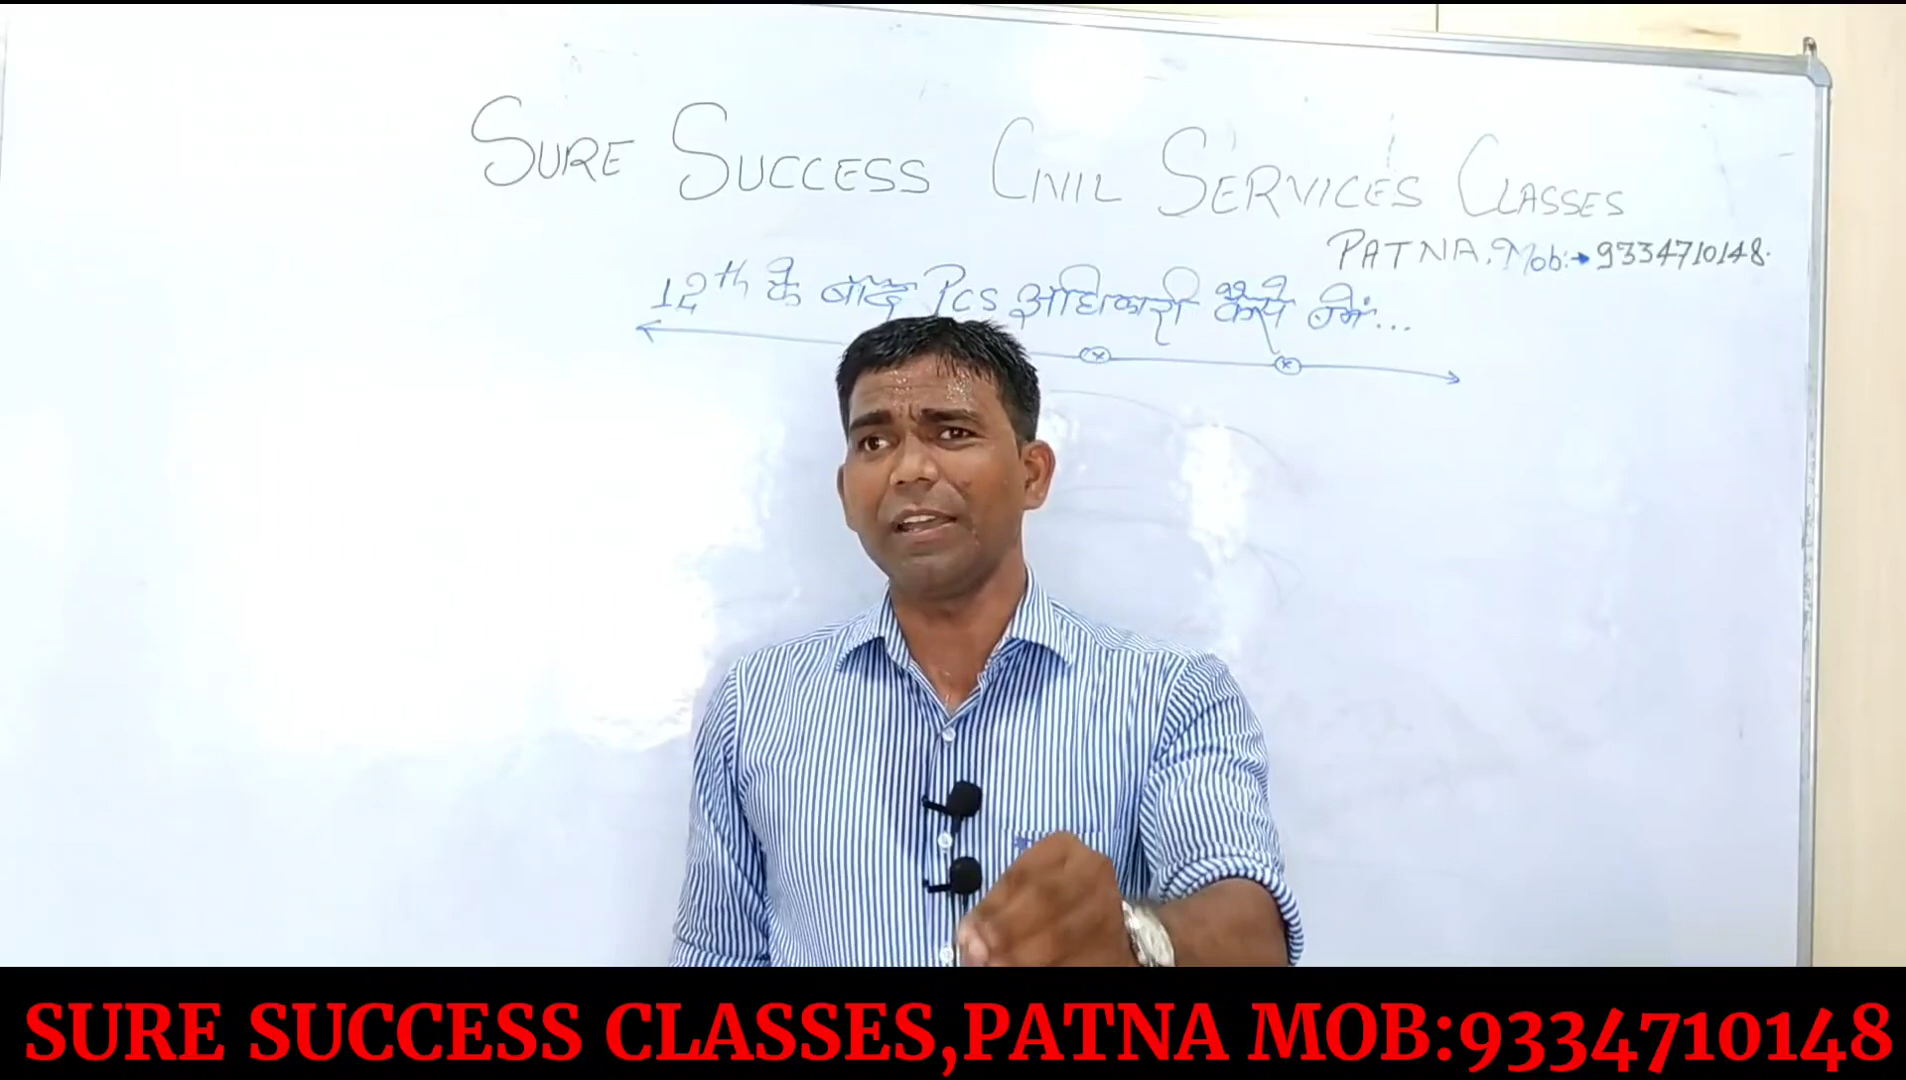 SURE SUCCESS CIVIL SERVICES CLASSES
PATNA. Mob:→9334710148.
12th के बाद PCS अधिकारी कैसे बनें...
SURE SUCCESS CLASSES,PATNA MOB:9334710148